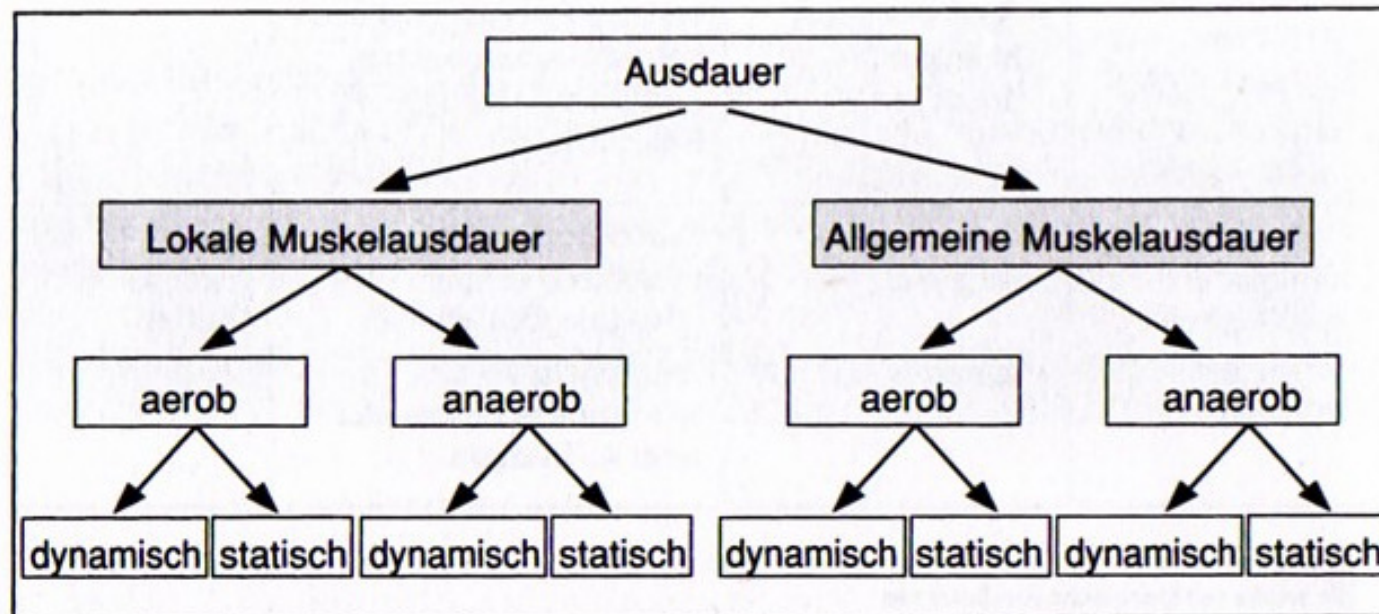 Ausdauer
Lokale Muskelausdauer Allgemeine Muskelausdauer
aerob anaerob aerob anaerob
dynamisch statisch dynamisch statisch dynamisch statisch dynamisch statisch